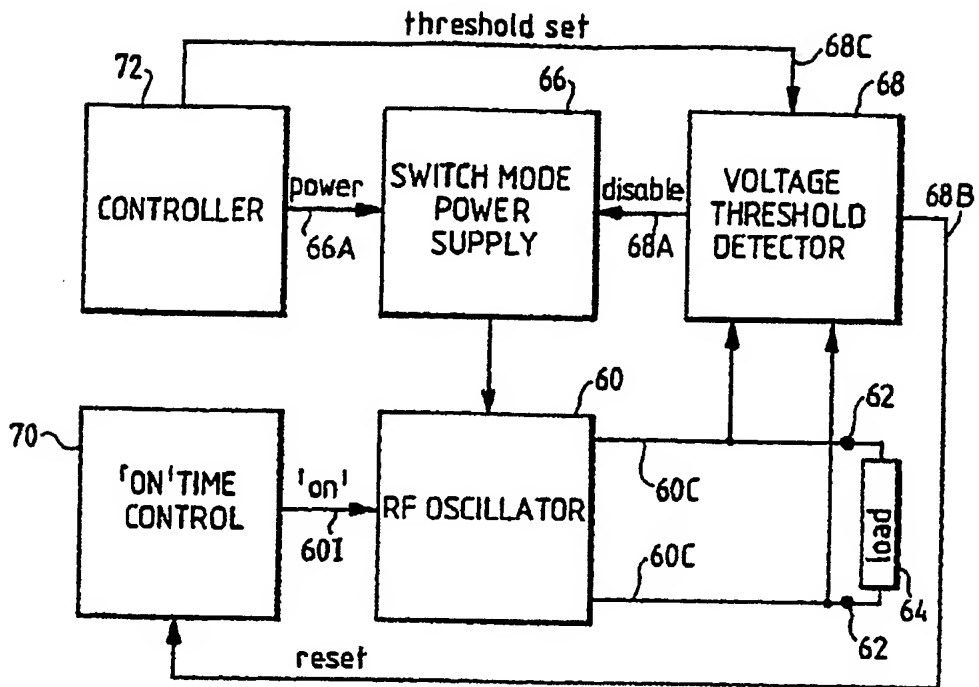 threshold set
68C
72
66
68
CONTROLLER
power
66A
SWITCH MODE
POWER
SUPPLY
disable
68A
VOLTAGE
THRESHOLD
DETECTOR
68B
60
62
70
'ON' TIME
CONTROL
'on'
60I
RF OSCILLATOR
60C
load
60C
62
64
reset